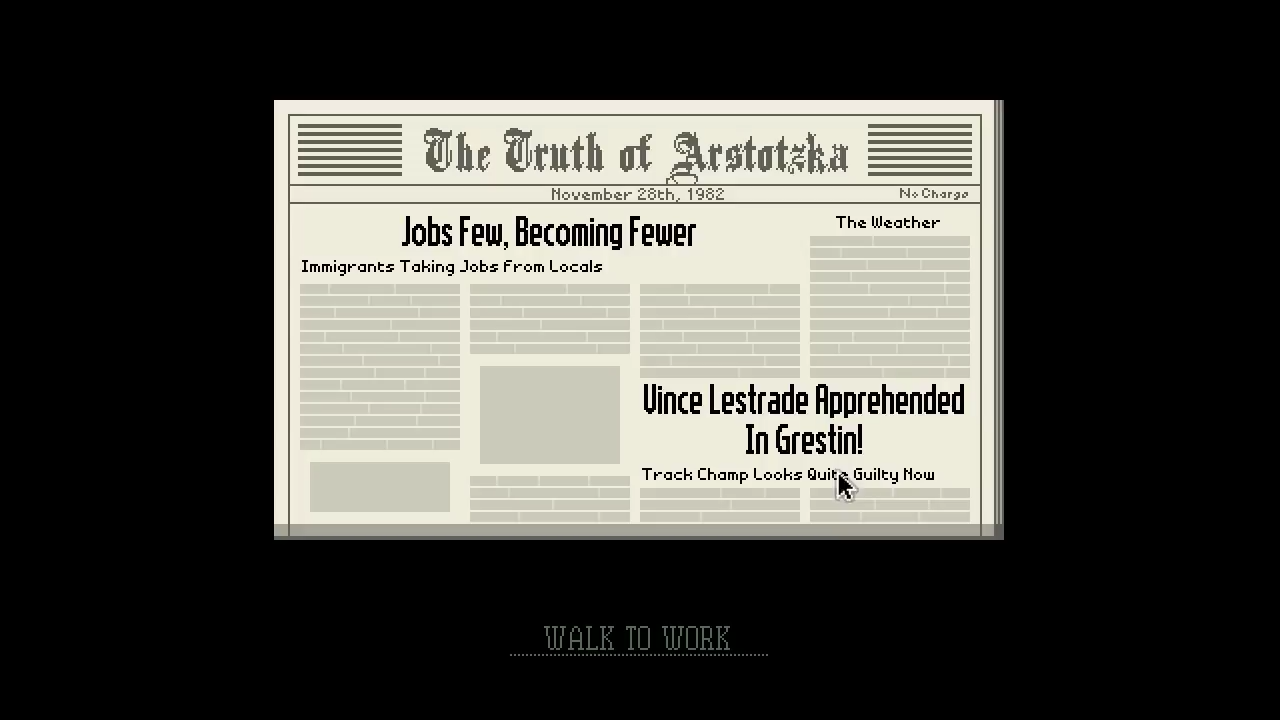 The Truth of Arstotzka
November 28th, 1982
No Charge
Jobs Few, Becoming Fewer
Immigrants Taking Jobs From Locals
The Weather
Vince Lestrade Apprehended
In Grestin!
Track Champ Looks Quite Guilty Now
WALK TO WORK